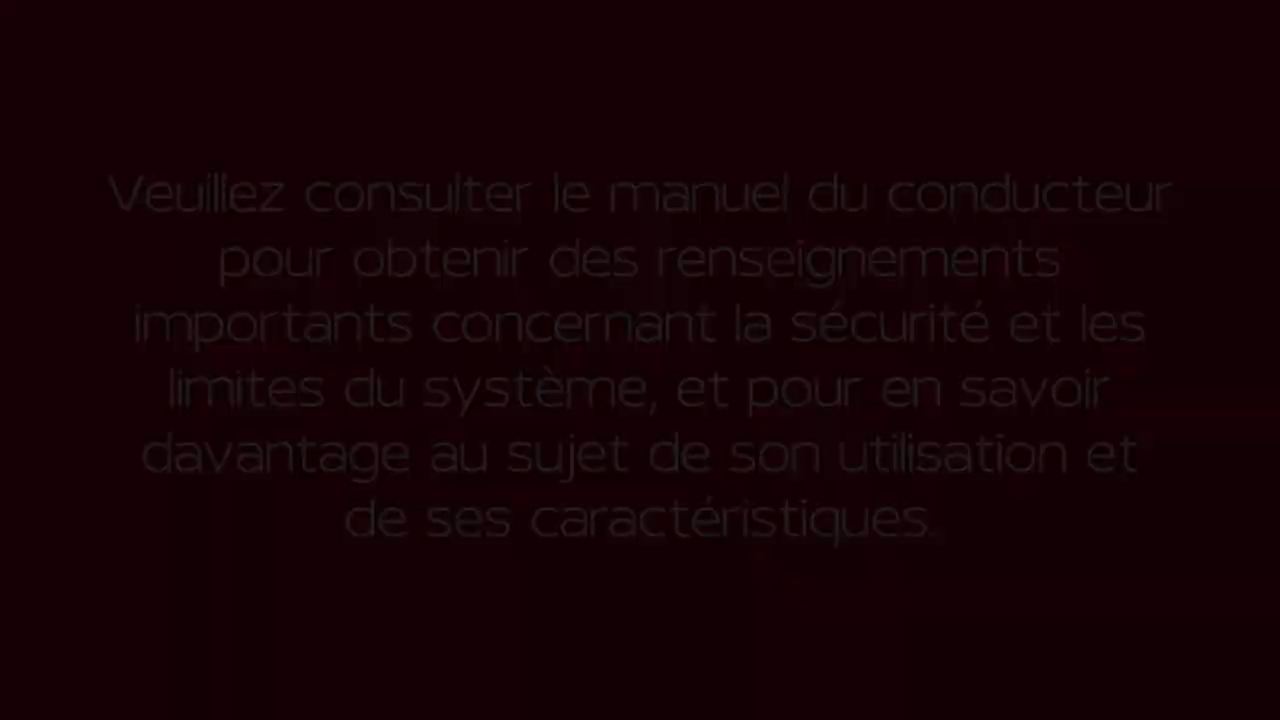 Veuillez consulter le manuel du conducteur
pour obtenir des renseignements
importants concernant la sécurité et les
limites du système, et pour en savoir
davantage au sujet de son utilisation et
de ses caractéristiques.